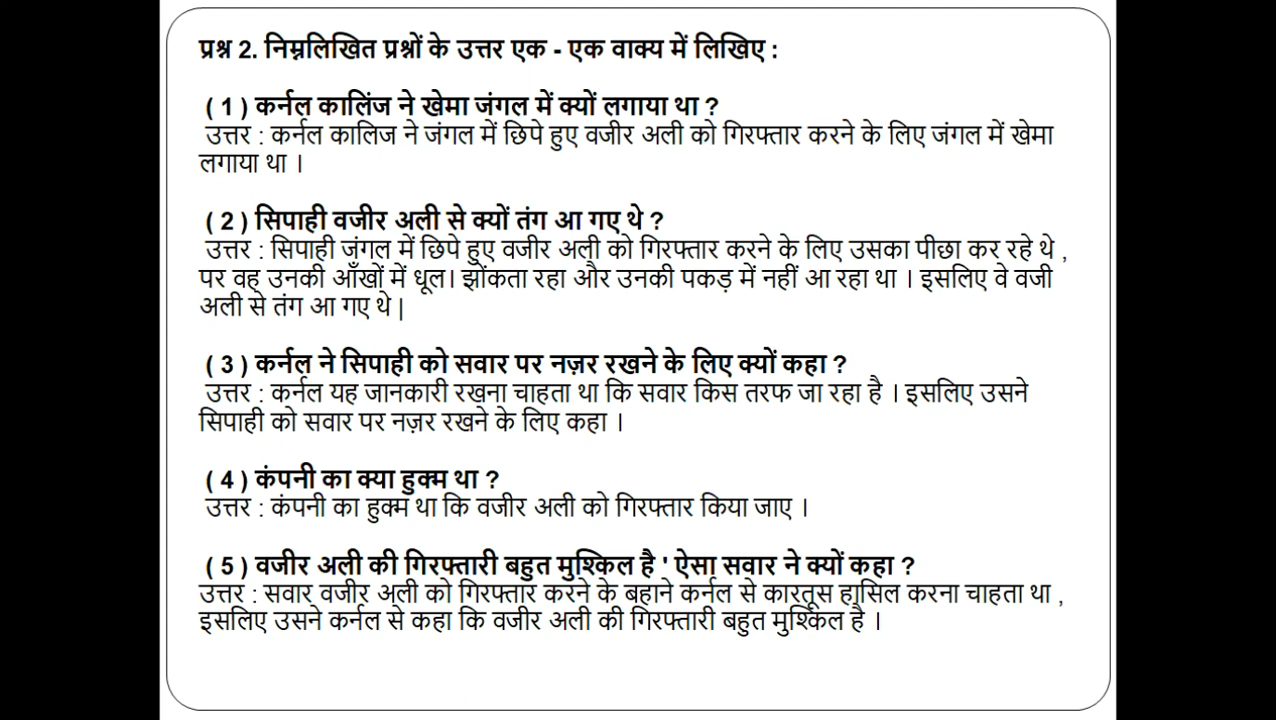 प्रश्न 2. निम्नलिखित प्रश्नों के उत्तर एक - एक वाक्य में लिखिए :
( 1 ) कर्नल कालिंज ने खेमा जंगल में क्यों लगाया था ?
उत्तर : कर्नल कालिज ने जंगल में छिपे हुए वजीर अली को गिरफ्तार करने के लिए जंगल में खेमा
लगाया था ।
( 2 ) सिपाही वजीर अली से क्यों तंग आ गए थे ?
उत्तर : सिपाही जंगल में छिपे हुए वजीर अली को गिरफ्तार करने के लिए उसका पीछा कर रहे थे ,
पर वह उनकी आँखों में धूल। झोंकता रहा और उनकी पकड़ में नहीं आ रहा था । इसलिए वे वजी
अली से तंग आ गए थे |
( 3 ) कर्नल ने सिपाही को सवार पर नज़र रखने के लिए क्यों कहा ?
उत्तर : कर्नल यह जानकारी रखना चाहता था कि सवार किस तरफ जा रहा है । इसलिए उसने
सिपाही को सवार पर नज़र रखने के लिए कहा ।
( 4 ) कंपनी का क्या हुक्म था ?
उत्तर : कंपनी का हुक्म था कि वजीर अली को गिरफ्तार किया जाए ।
( 5 ) वजीर अली की गिरफ्तारी बहुत मुश्किल है ' ऐसा सवार ने क्यों कहा ?
उत्तर : सवार वजीर अली को गिरफ्तार करने के बहाने कर्नल से कारतूस हासिल करना चाहता था ,
इसलिए उसने कर्नल से कहा कि वजीर अली की गिरफ्तारी बहुत मुश्किल है ।